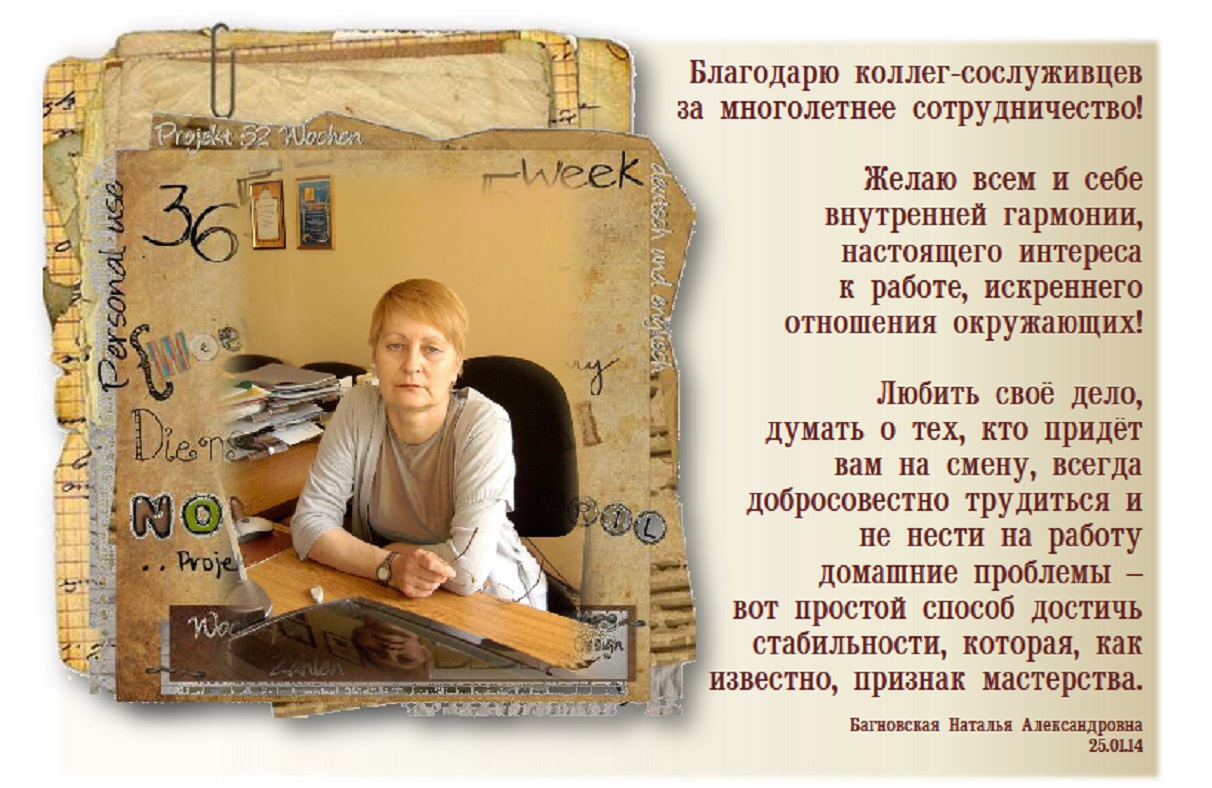 Благодарю коллег-сослуживцев
за многолетнее сотрудничество!
Желаю всем и себе
внутренней гармонии,
настоящего интереса
к работе, искреннего
отношения окружающих!
Любить своё дело,
думать о тех, кто придёт
вам на смену, всегда
добросовестно трудиться и
не нести на работу
домашние проблемы –
вот простой способ достичь
стабильности, которая, как
известно, признак мастерства.
Багновская Наталья Александровна
25.01.14
Projekt 52 Wochen
week
36
Personal use
deutsch und englisch
Diens
NO
.. Proje
Woc